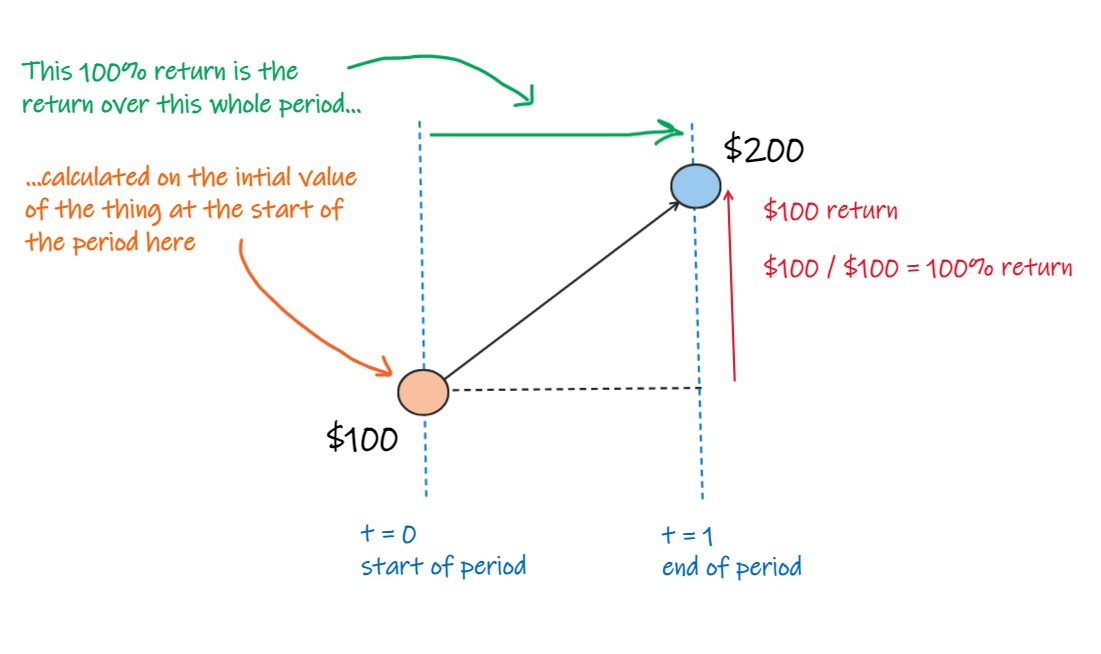 This 100% return is the
return over this whole period...
...calculated on the intial value
of the thing at the start of
the period here
$200
$100 return
$100 / $100 = 100% return
$100
t = 0
start of period
t = 1
end of period